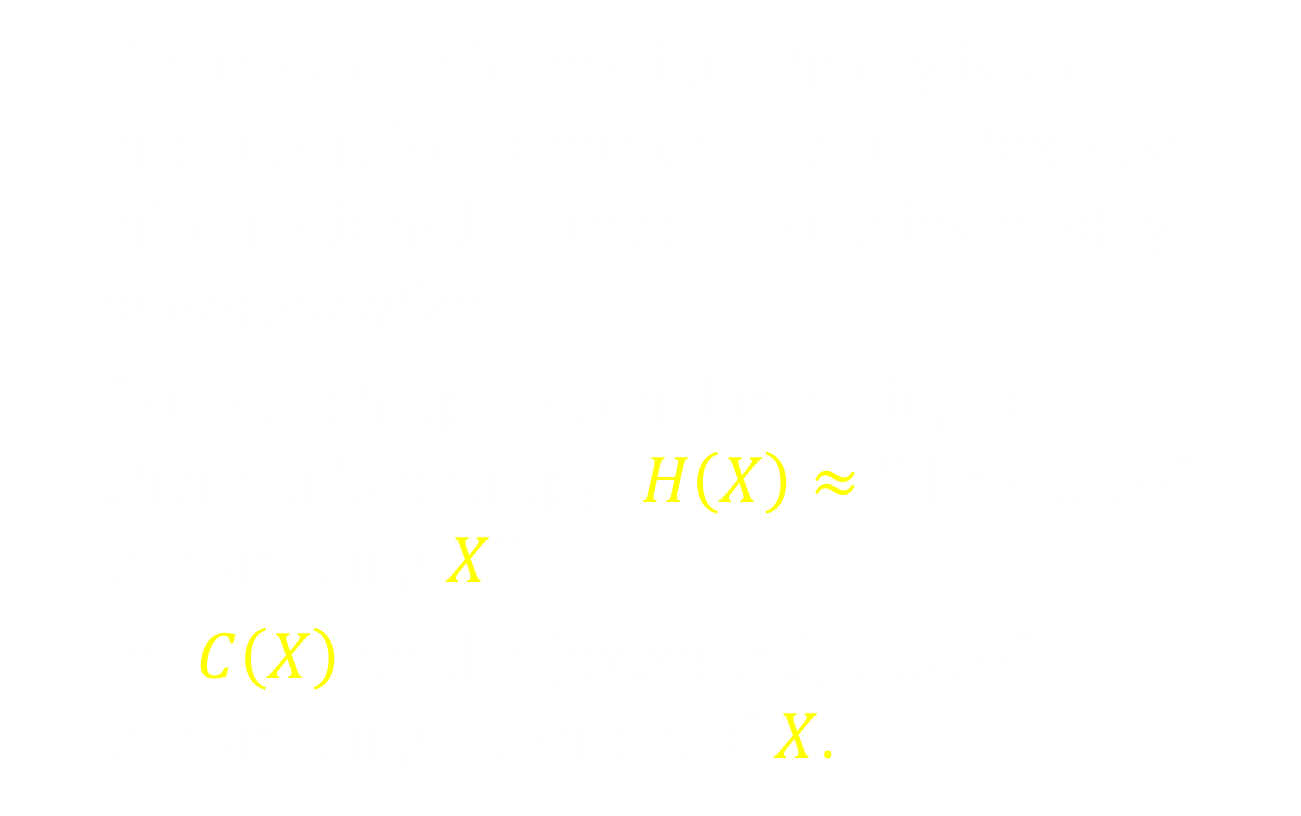 H(X) ≈
X
C(X)
X.